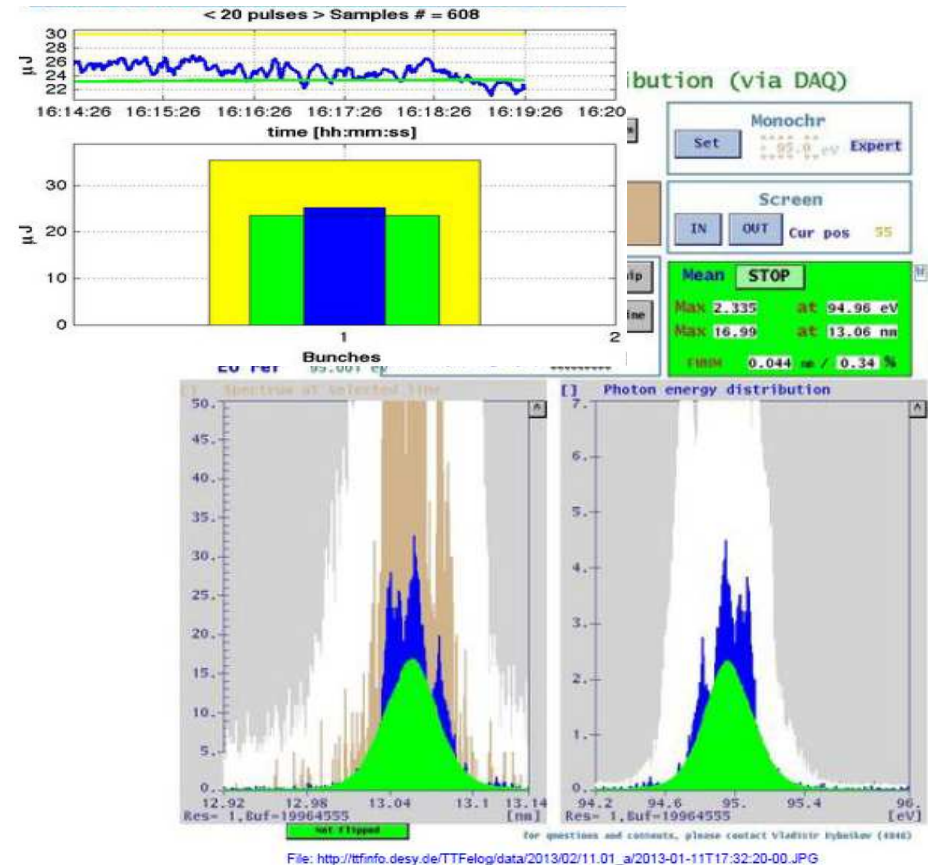 < 20 pulses > Samples # = 608
30
28
26
24
22
µJ
16:14:26 16:15:26 16:16:26 16:17:26 16:18:26 16:19:26 16:20
time [hh:mm:ss]
30
20
10
0
µJ
1 2
Bunches
ibution (via DAQ)
Monochr
Set 95.0 eV Expert
Screen
IN OUT Cur pos 55
ip
ine
Mean STOP
Max 2.335 at 94.96 eV
Max 16.99 at 13.06 nm
FWHM 0.044 nm / 0.34 %
[] Spectrum at selected line
50.
45.
40.
35.
30.
25.
20.
15.
10.
5.
0.
12.92 12.98 13.04 13.1 13.14
Res= 1,Buf=19964555 [nm]
Not Flipped
[] Photon energy distribution
7.
6.
5.
4.
3.
2.
1.
0.
94.2 94.6 95. 95.4 96.
Res= 1,Buf=19964555 [eV]
for questions and comments, please contact Vladimir Rybnikov (4846)
File: http://ttfinfo.desy.de/TTFelog/data/2013/02/11.01_a/2013-01-11T17:32:20-00.JPG